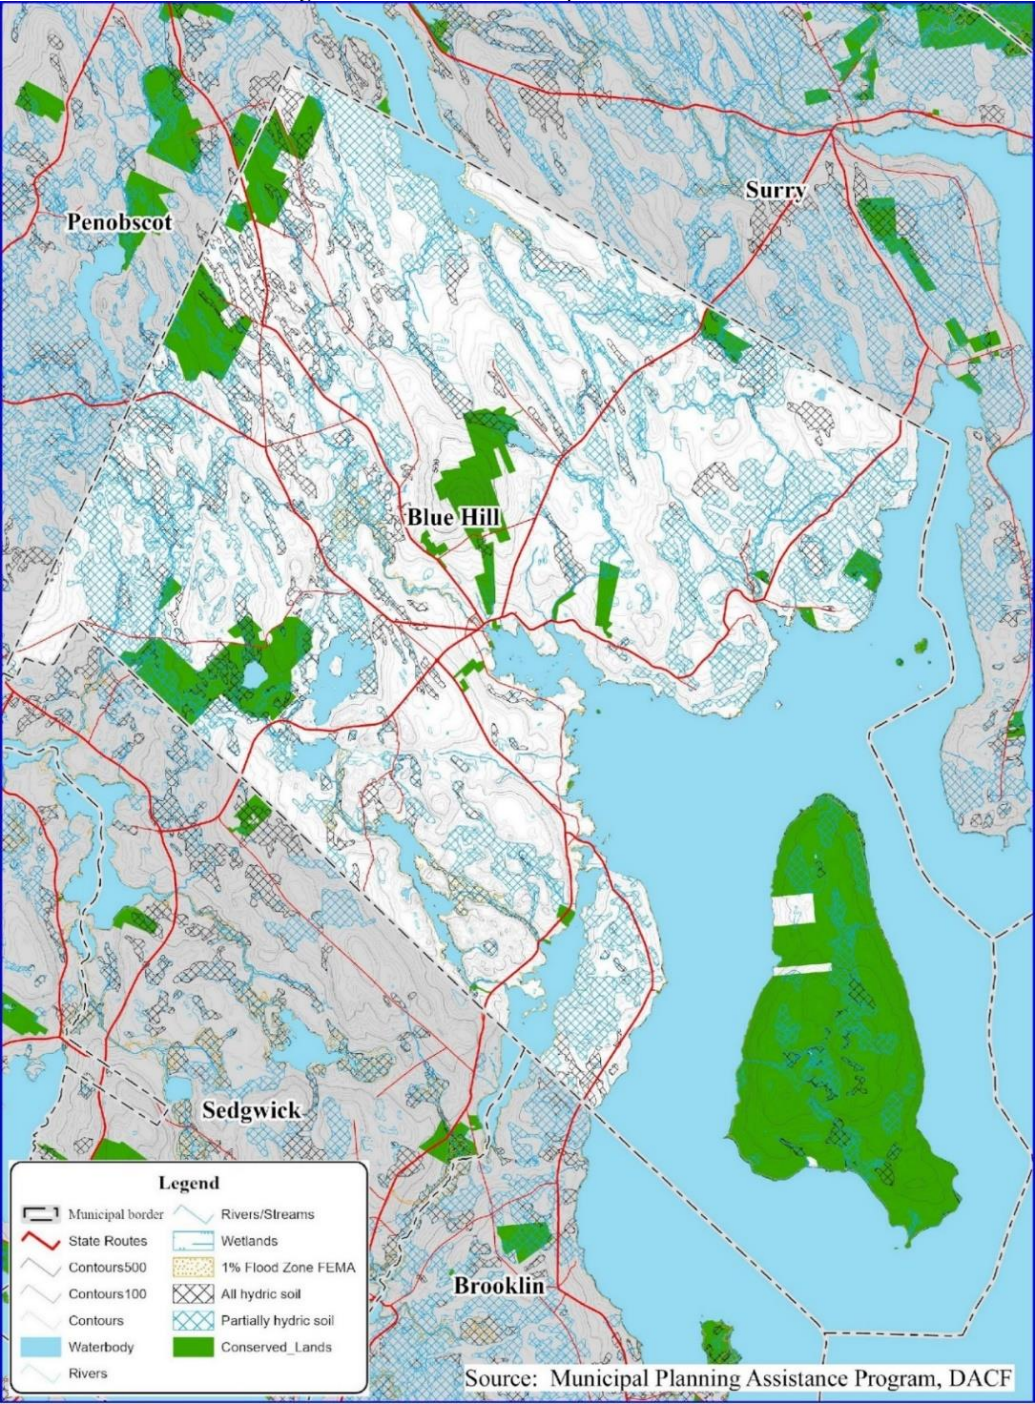 Surry
Penobscot
Blue Hill
Sedgwick
Brooklin
Legend
Municipal border
State Routes
Contours500
Contours100
Contours
Waterbody
Rivers
Rivers/Streams
Wetlands
1% Flood Zone FEMA
All hydric soil
Partially hydric soil
Conserved_Lands
Source: Municipal Planning Assistance Program, DACF